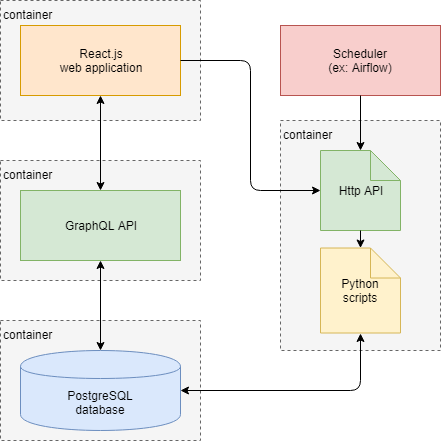 container
React.js
web application
Scheduler
(ex: Airflow)
container
Http API
container
GraphQL API
Python
scripts
container
PostgreSQL
database